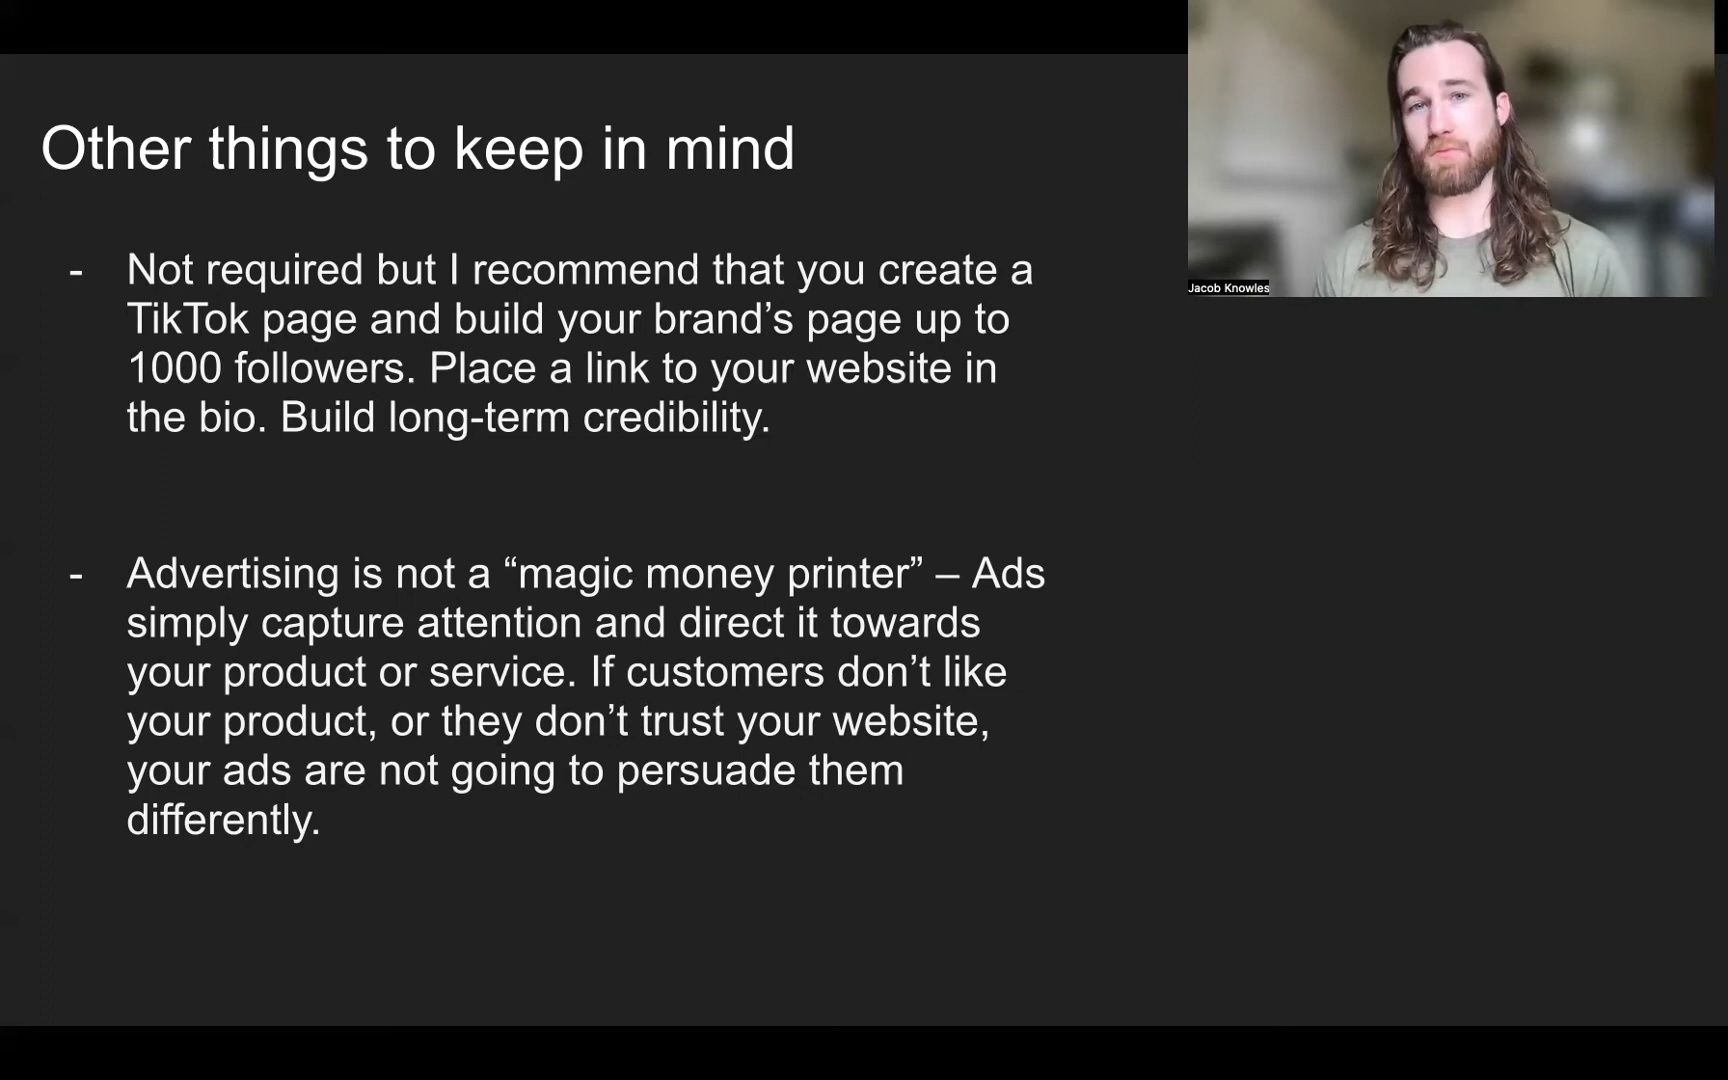 Other things to keep in mind
- Not required but I recommend that you create a
TikTok page and build your brand’s page up to
1000 followers. Place a link to your website in
the bio. Build long-term credibility.
- Advertising is not a “magic money printer” – Ads
simply capture attention and direct it towards
your product or service. If customers don’t like
your product, or they don’t trust your website,
your ads are not going to persuade them
differently.
Jacob Knowles